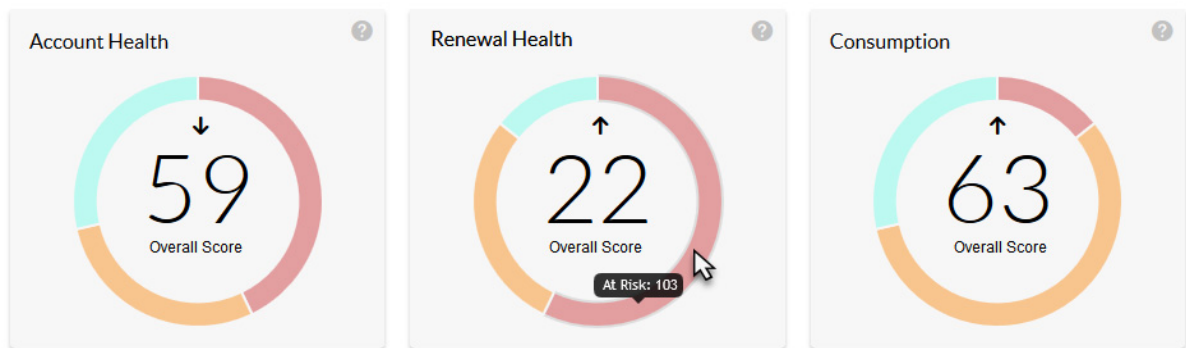 Account Health
?
59
Overall Score
Renewal Health
?
22
Overall Score
At Risk: 103
Consumption
?
63
Overall Score